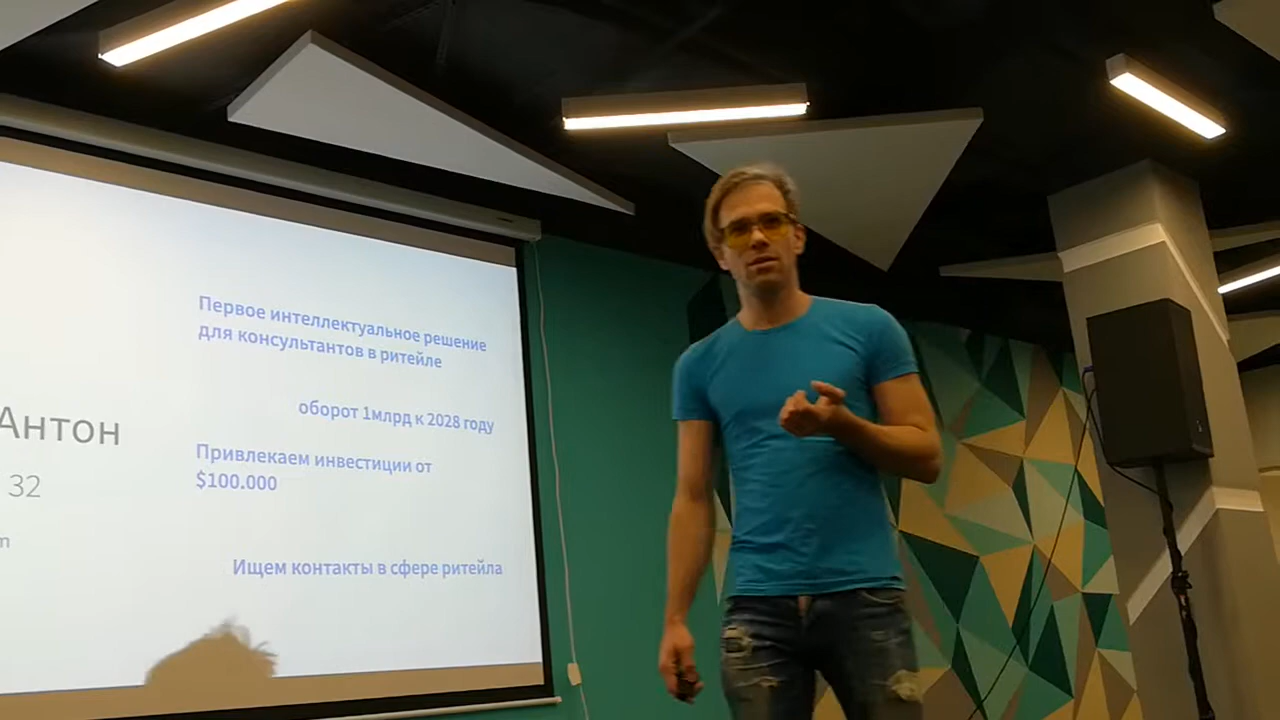 Антон
32
m
Первое интеллектуальное решение
для консультантов в ритейле
оборот 1млрд к 2028 году
Привлекаем инвестиции от
$100.000
Ищем контакты в сфере ритейла